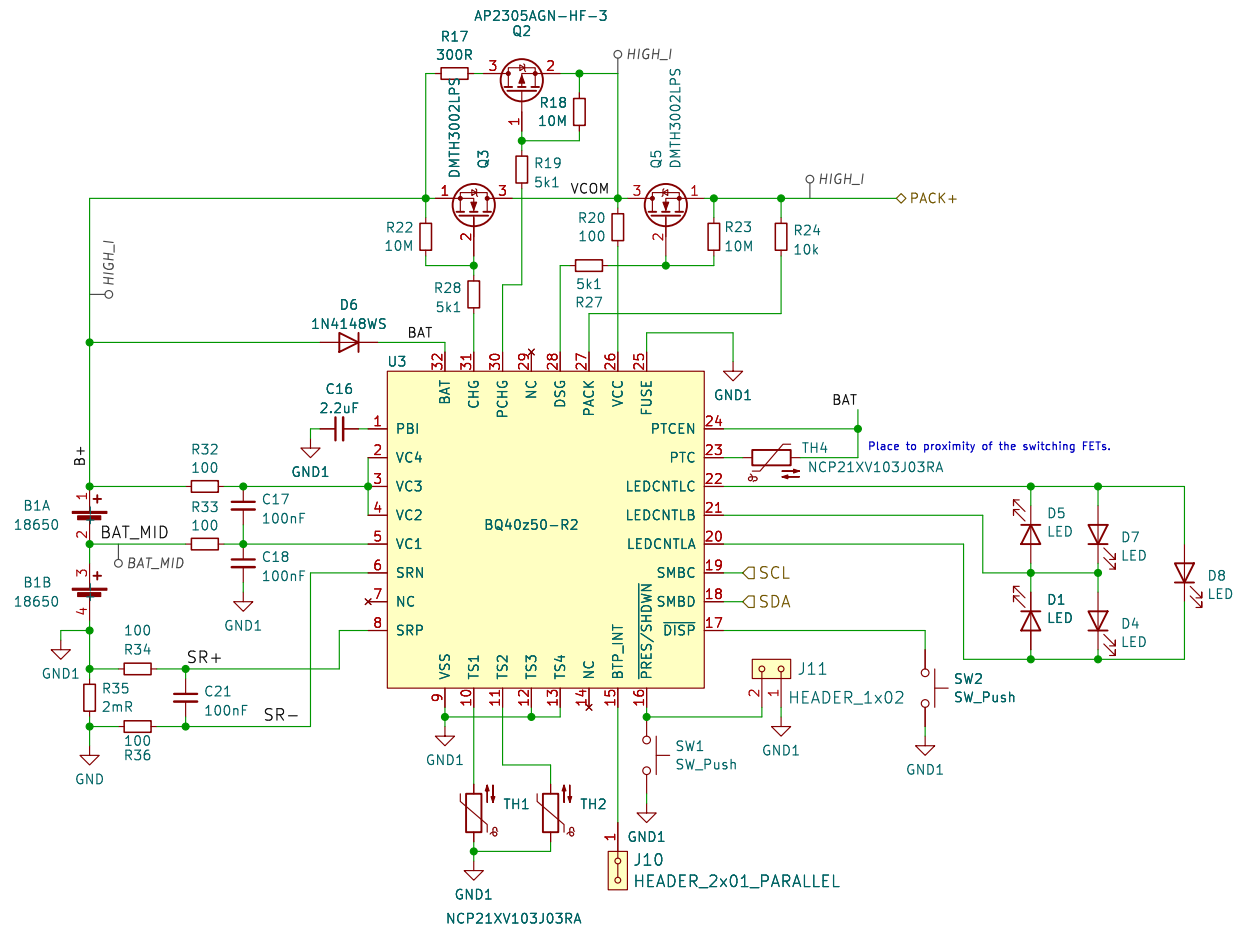 AP2305AGN-HF-3
Q2
R17
300R
3
2
1
HIGH_I
R18
10M
DMTH3002LPS
Q3
R19
5k1
DMTH3002LPS
Q5
VCOM
1
3
2
3
1
2
HIGH_I
PACK+
R22
10M
R20
100
R23
10M
R24
10k
HIGH_I
R28
5k1
5k1
R27
D6
1N4148WS
BAT
U3
32
31
30
29
28
27
26
25
BAT
CHG
PCHG
NC
DSG
PACK
VCC
FUSE
GND1
C16
2.2uF
GND1
1
PBI
2
VC4
3
VC3
4
VC2
5
VC1
6
SRN
7
NC
8
SRP
BQ40z50-R2
24
PTCEN
23
PTC
22
LEDCNTLC
21
LEDCNTLB
20
LEDCNTLA
19
SMBC
18
SMBD
17
DISP
BAT
Place to proximity of the switching FETs.
TH4
NCP21XV103J03RA
B+
R32
100
R33
100
C17
100nF
C18
100nF
GND1
B1A
18650
1
+
2
BAT_MID
BAT_MID
B1B
18650
3
+
4
GND1
100
R34
SR+
R35
2mR
C21
100nF
SR-
100
R36
GND
D5
LED
D7
LED
D8
LED
D1
LED
D4
LED
SCL
SDA
VSS
TS1
TS2
TS3
TS4
NC
BTP_INT
PRES/SHDWN
9
10
11
12
13
14
15
16
J11
2
1
HEADER_1x02
GND1
SW2
SW_Push
GND1
GND1
SW1
SW_Push
GND1
TH1
TH2
GND1
NCP21XV103J03RA
1
J10
HEADER_2x01_PARALLEL